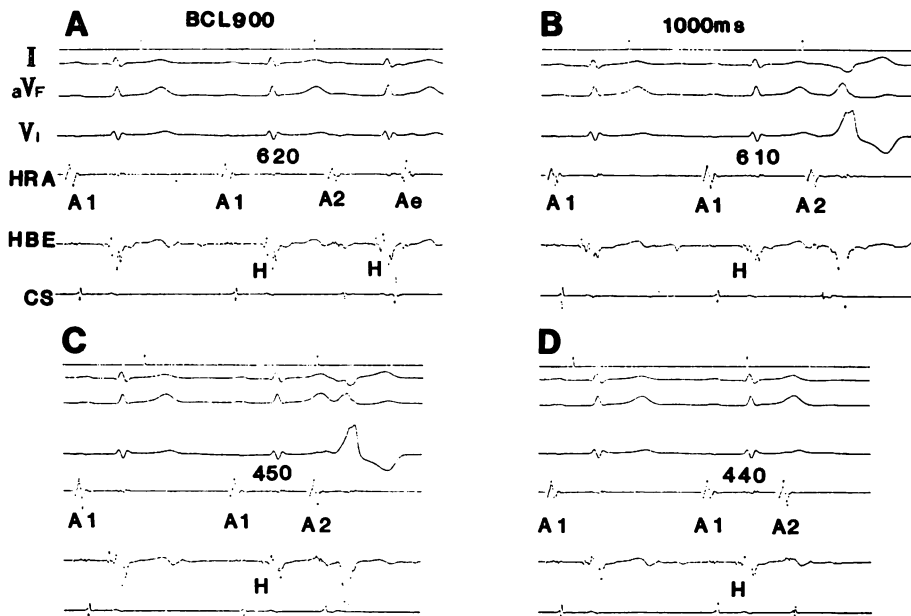 A BCL900
I
aVF
V1
620
HRA
A1 A1 A2 Ae
HBE
H H
CS
B 1000ms
610
A1 A1 A2
H
C
450
A1 A1 A2
H
D
440
A1 A1 A2
H